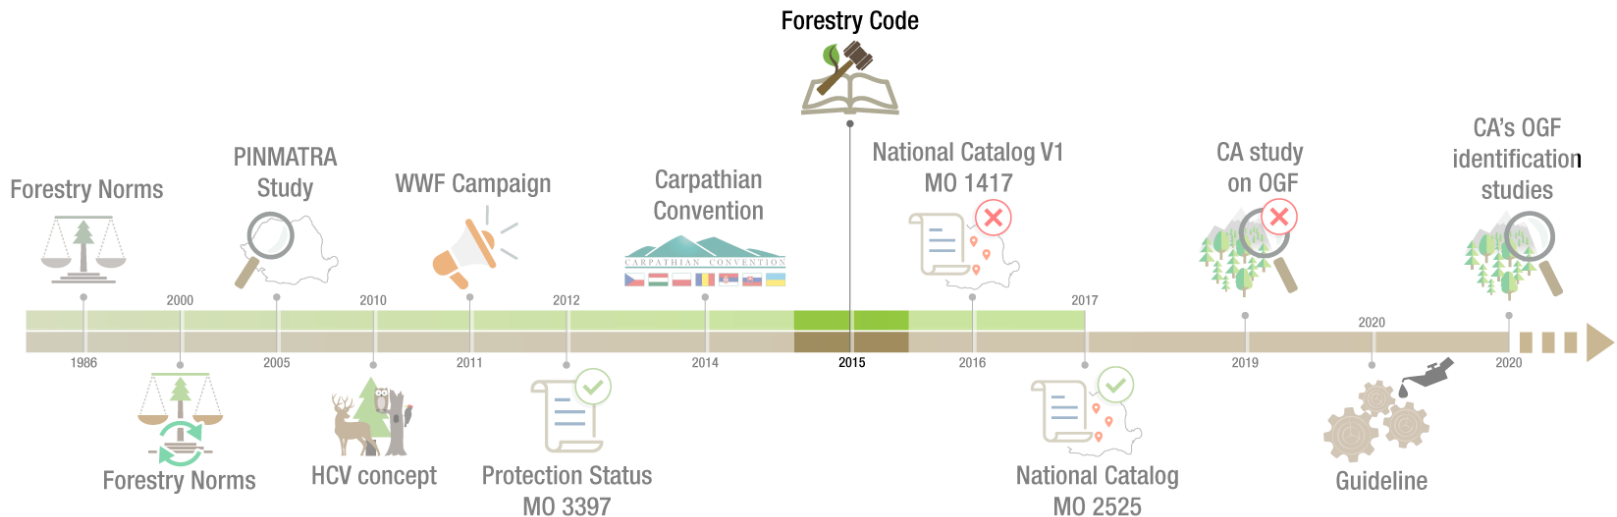 Forestry Code
CA's OGF
identification
studies
PINMATRA
Study
National Catalog V1
MO 1417
CA study
on OGF
Forestry Norms
WWF Campaign
Carpathian
Convention
CARPATHIAN CONVENTION
2000
2010
2012
2017
2020
1986
2005
2011
2014
2015
2016
2019
2020
Forestry Norms
HCV concept
Protection Status
MO 3397
National Catalog
MO 2525
Guideline